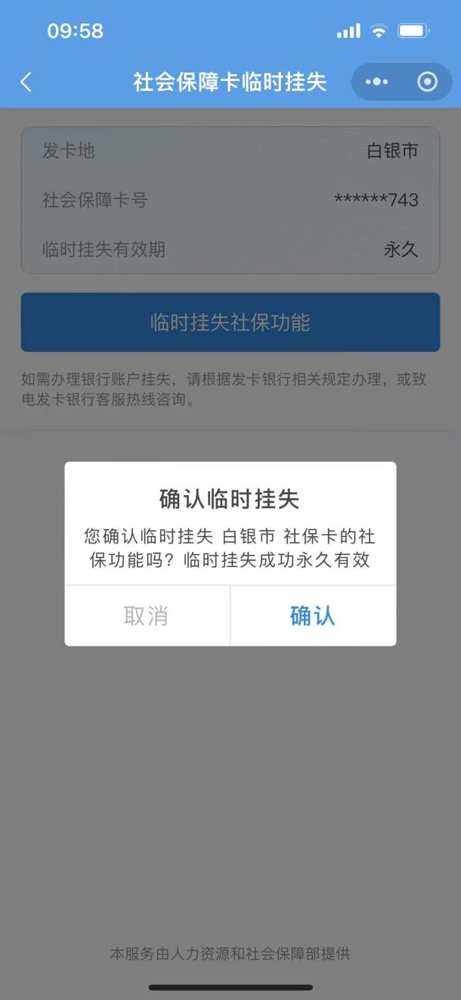 09:58
社会保障卡临时挂失
发卡地 白银市
社会保障卡号 ******743
临时挂失有效期 永久
临时挂失社保功能
如需办理银行账户挂失，请根据发卡银行相关规定办理，或致
电发卡银行客服热线咨询。
确认临时挂失
您确认临时挂失 白银市 社保卡的社
保功能吗？临时挂失成功永久有效
取消 确认
本服务由人力资源和社会保障部提供